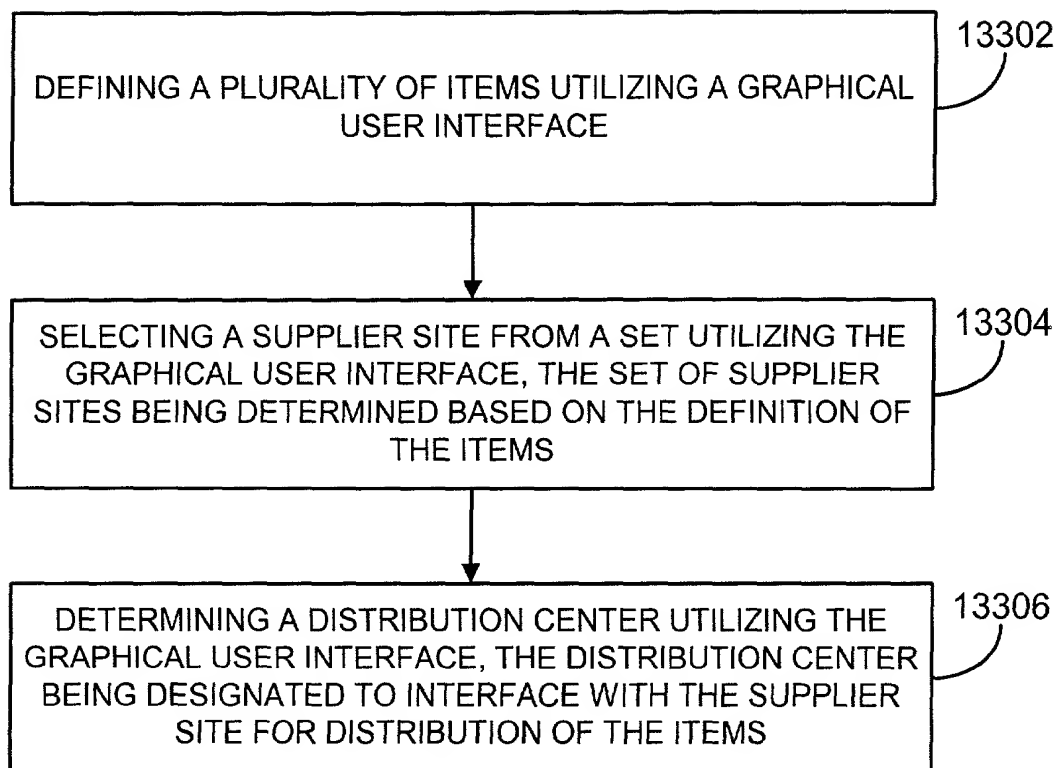 13302
DEFINING A PLURALITY OF ITEMS UTILIZING A GRAPHICAL
USER INTERFACE
13304
SELECTING A SUPPLIER SITE FROM A SET UTILIZING THE
GRAPHICAL USER INTERFACE, THE SET OF SUPPLIER
SITES BEING DETERMINED BASED ON THE DEFINITION OF
THE ITEMS
13306
DETERMINING A DISTRIBUTION CENTER UTILIZING THE
GRAPHICAL USER INTERFACE, THE DISTRIBUTION CENTER
BEING DESIGNATED TO INTERFACE WITH THE SUPPLIER
SITE FOR DISTRIBUTION OF THE ITEMS